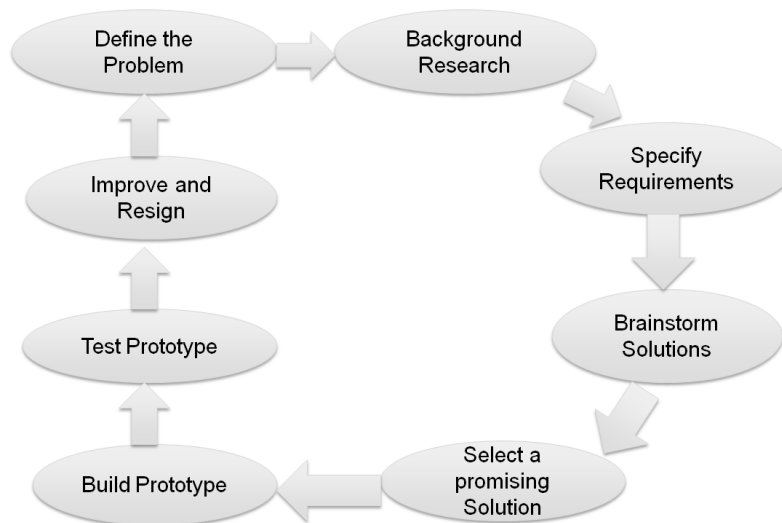 Define the
Problem
Background
Research
Specify
Requirements
Brainstorm
Solutions
Select a
promising
Solution
Build Prototype
Test Prototype
Improve and
Resign